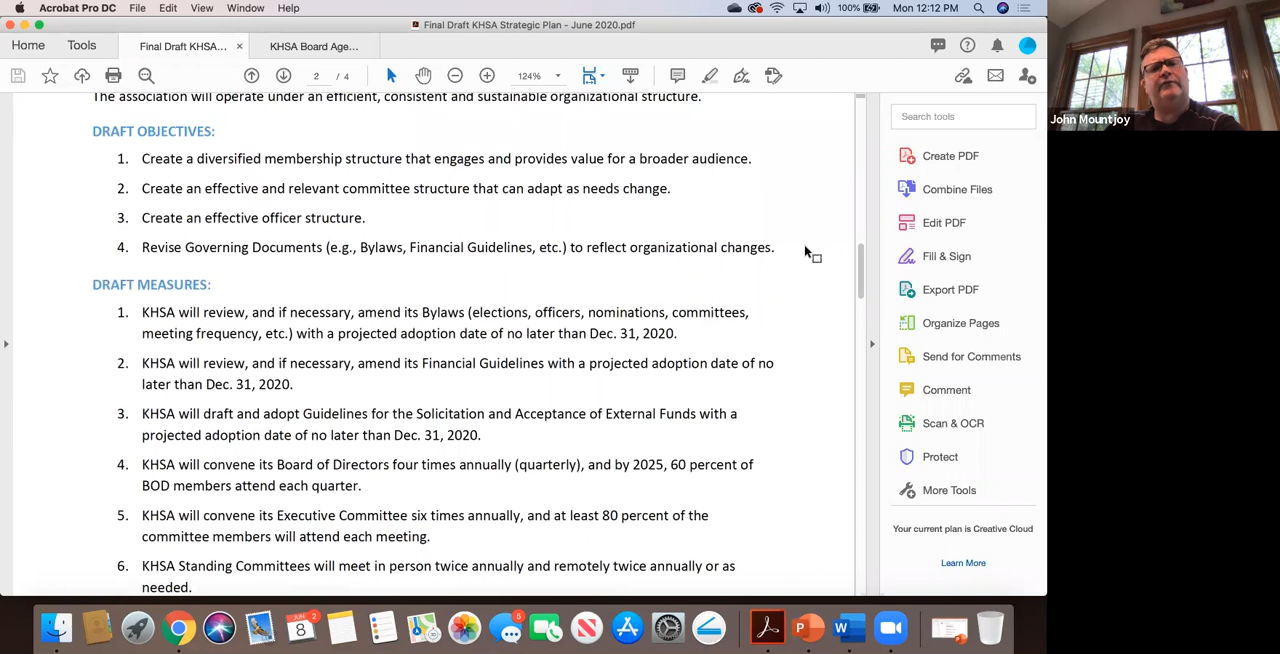 Acrobat Pro DC File Edit View Window Help 100% Mon 12:12 PM
Final Draft KHSA Strategic Plan - June 2020.pdf
Home Tools Final Draft KHSA... × KHSA Board Age...
2 / 4 124%
John Mountjoy
The association will operate under an efficient, consistent and sustainable organizational structure.
DRAFT OBJECTIVES:
1. Create a diversified membership structure that engages and provides value for a broader audience.
2. Create an effective and relevant committee structure that can adapt as needs change.
3. Create an effective officer structure.
4. Revise Governing Documents (e.g., Bylaws, Financial Guidelines, etc.) to reflect organizational changes.
DRAFT MEASURES:
1. KHSA will review, and if necessary, amend its Bylaws (elections, officers, nominations, committees,
meeting frequency, etc.) with a projected adoption date of no later than Dec. 31, 2020.
2. KHSA will review, and if necessary, amend its Financial Guidelines with a projected adoption date of no
later than Dec. 31, 2020.
3. KHSA will draft and adopt Guidelines for the Solicitation and Acceptance of External Funds with a
projected adoption date of no later than Dec. 31, 2020.
4. KHSA will convene its Board of Directors four times annually (quarterly), and by 2025, 60 percent of
BOD members attend each quarter.
5. KHSA will convene its Executive Committee six times annually, and at least 80 percent of the
committee members will attend each meeting.
6. KHSA Standing Committees will meet in person twice annually and remotely twice annually or as
needed.
Search tools
Create PDF
Combine Files
Edit PDF
Fill & Sign
Export PDF
Organize Pages
Send for Comments
Comment
Scan & OCR
Protect
More Tools
Your current plan is Creative Cloud
Learn More
JUN 2
8
5